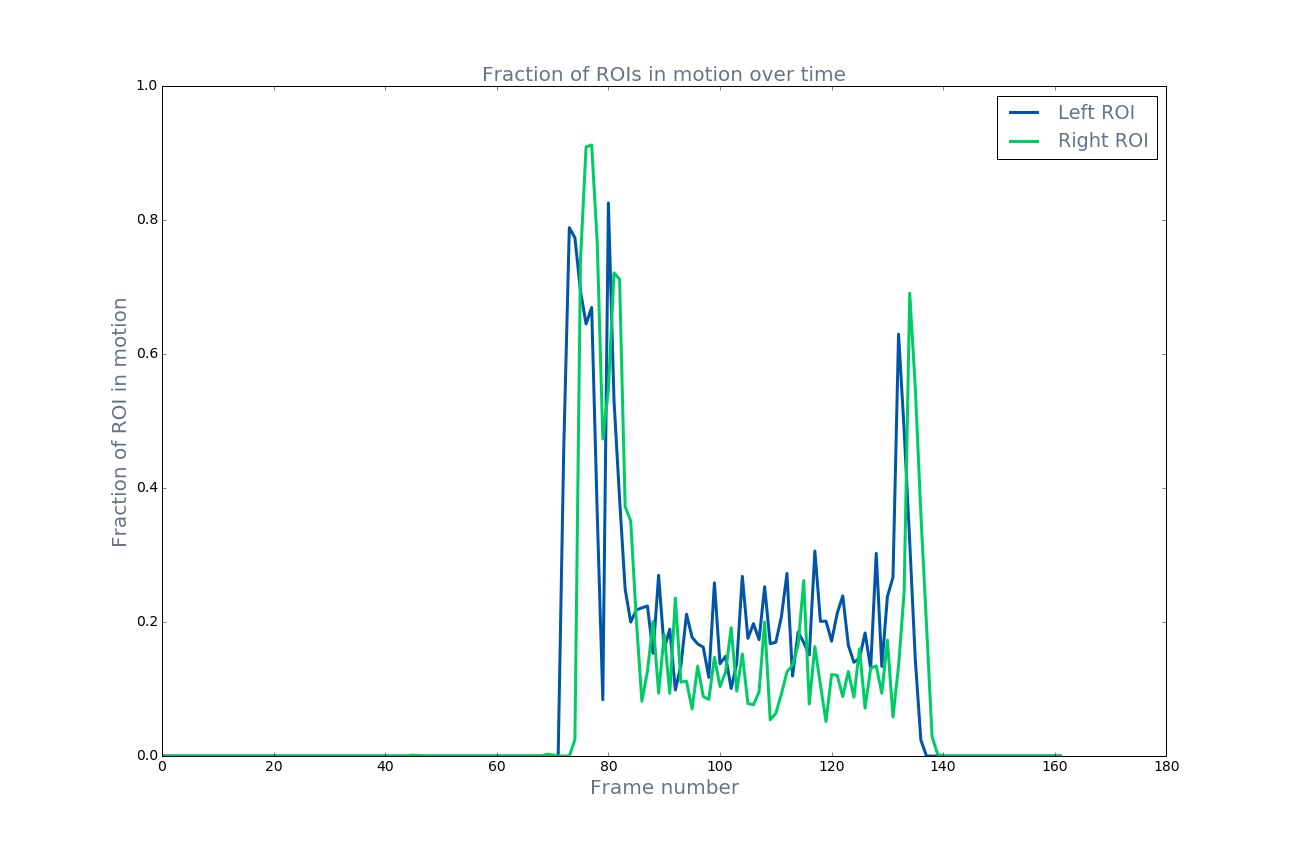 Fraction of ROIs in motion over time
1.0
0.8
0.6
0.4
0.2
0.0
Fraction of ROI in motion
Left ROI
Right ROI
0 20 40 60 80 100 120 140 160 180
Frame number